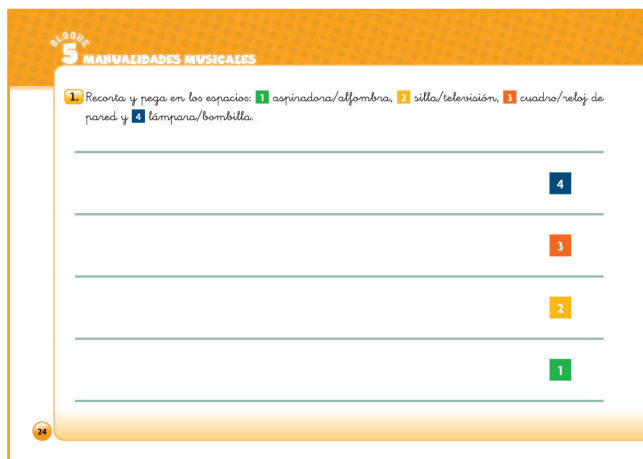 BLOQUE
5 MANUALIDADES MUSICALES
1. Recorta y pega en los espacios: 1 aspiradora/alfombra, 2 silla/televisión, 3 cuadro/reloj de
pared y 4 lámpara/bombilla.
4
3
2
1
24